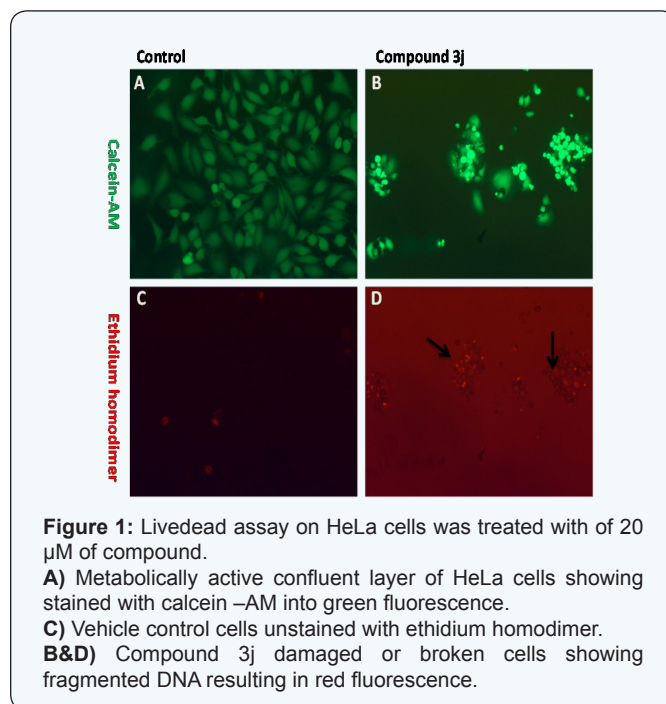 Control
Compound 3j
A
B
Calcein-AM
C
D
Ethidium homodimer
Figure 1: Livedead assay on HeLa cells was treated with of 20
µM of compound.
A) Metabolically active confluent layer of HeLa cells showing
stained with calcein –AM into green fluorescence.
C) Vehicle control cells unstained with ethidium homodimer.
B&D) Compound 3j damaged or broken cells showing
fragmented DNA resulting in red fluorescence.